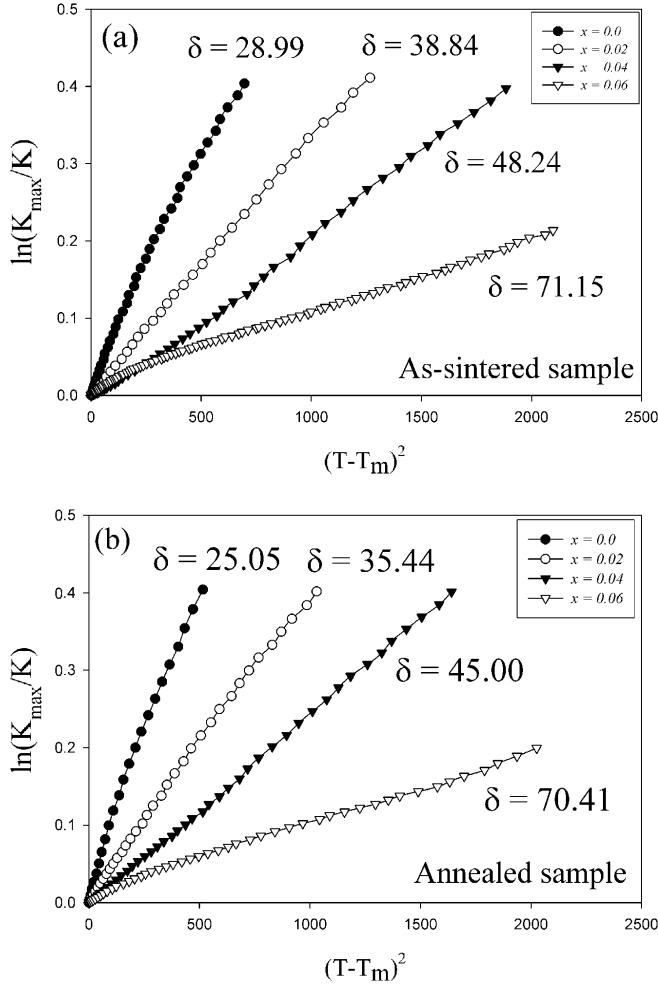 0.5
(a)
δ = 28.99
δ = 38.84
x = 0.0
x = 0.02
x 0.04
x = 0.06
0.4
0.3
δ = 48.24
ln(Kmax/K)
0.2
δ = 71.15
0.1
As-sintered sample
0.0
0 500 1000 1500 2000 2500
(T-Tm)²
0.5
(b)
δ = 25.05
δ = 35.44
x = 0.0
x = 0.02
x = 0.04
x = 0.06
0.4
0.3
δ = 45.00
ln(Kmax/K)
0.2
δ = 70.41
0.1
Annealed sample
0.0
0 500 1000 1500 2000 2500
(T-Tm)²